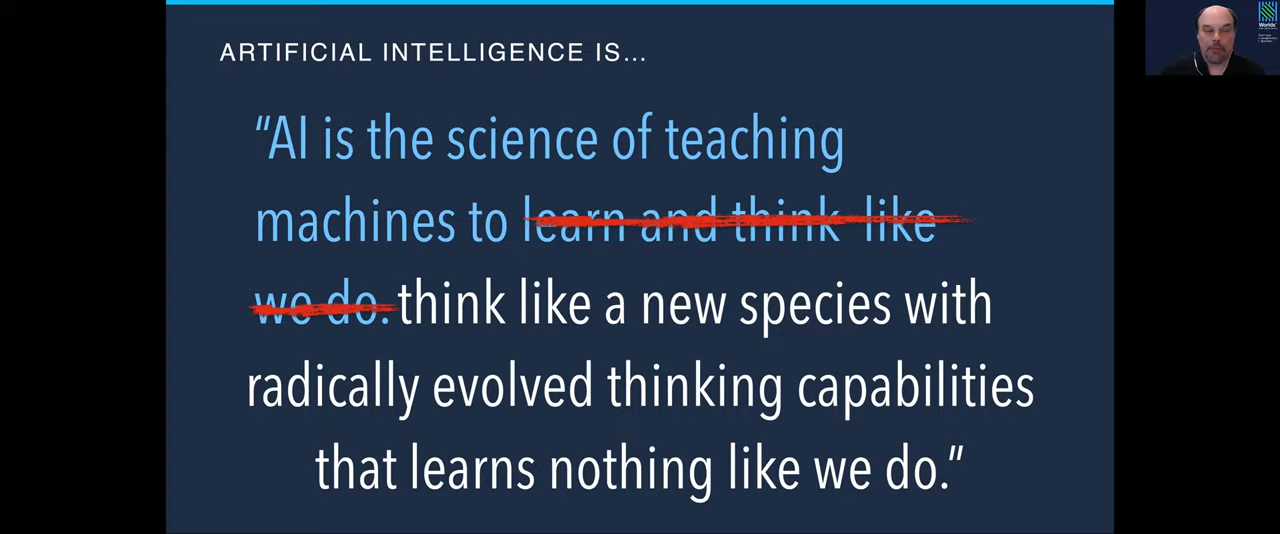 ARTIFICIAL INTELLIGENCE IS...
“AI is the science of teaching
machines to learn and think like
we do. think like a new species with
radically evolved thinking capabilities
that learns nothing like we do.”
Worlds